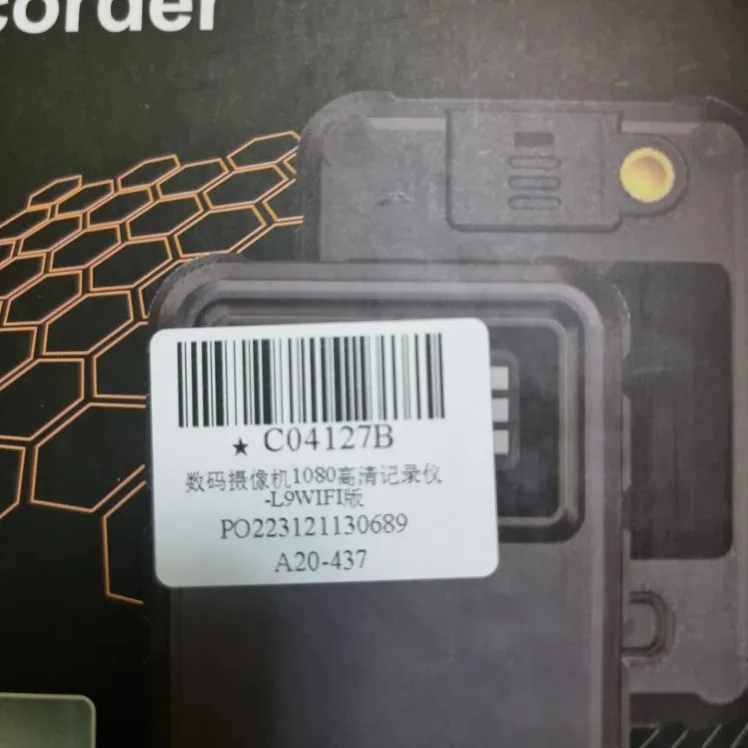 corder
★ C04127B
数码摄像机1080高清记录仪
-L9WIFI版
PO223121130689
A20-437